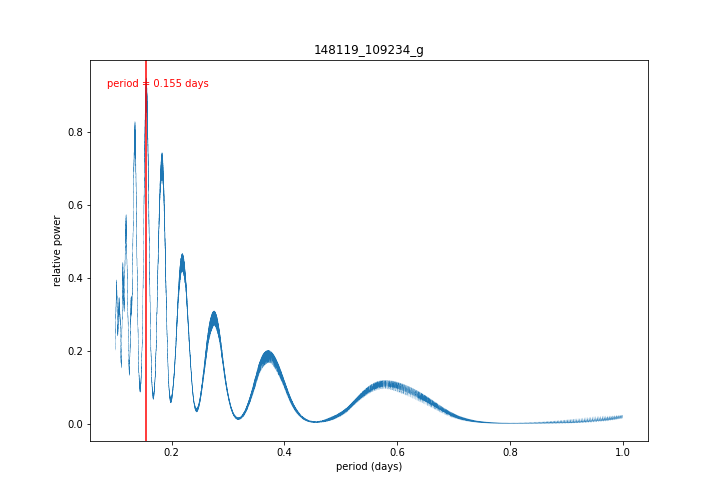 148119_109234_g
period = 0.155 days
relative power
0.8
0.6
0.4
0.2
0.0
0.2 0.4 0.6 0.8 1.0
period (days)